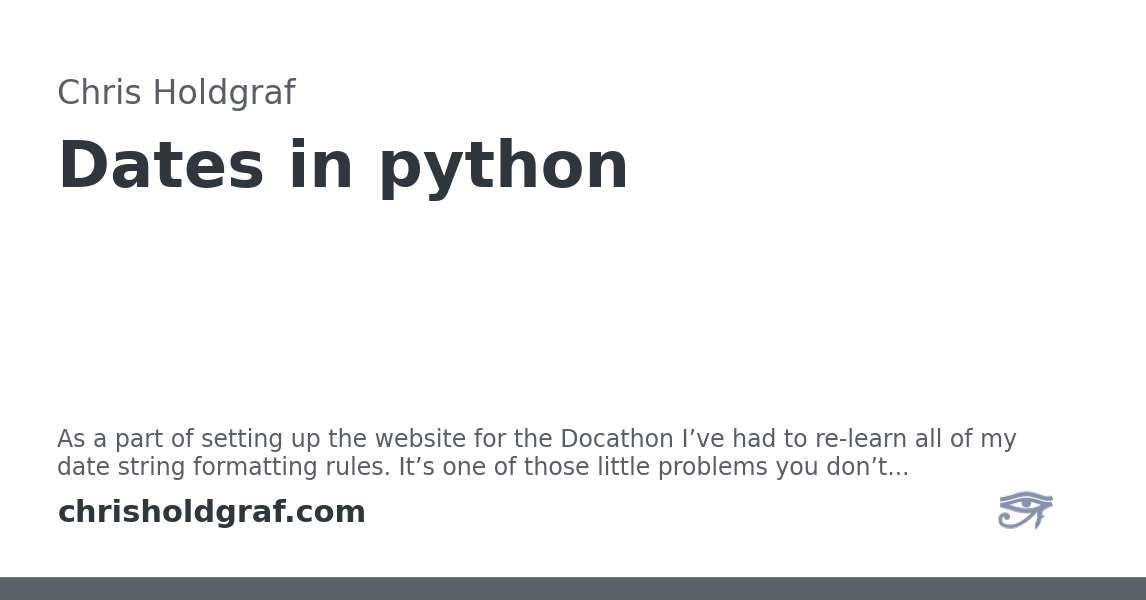 Chris Holdgraf
Dates in python
As a part of setting up the website for the Docathon I’ve had to re-learn all of my
date string formatting rules. It’s one of those little problems you don’t...
chrisholdgraf.com